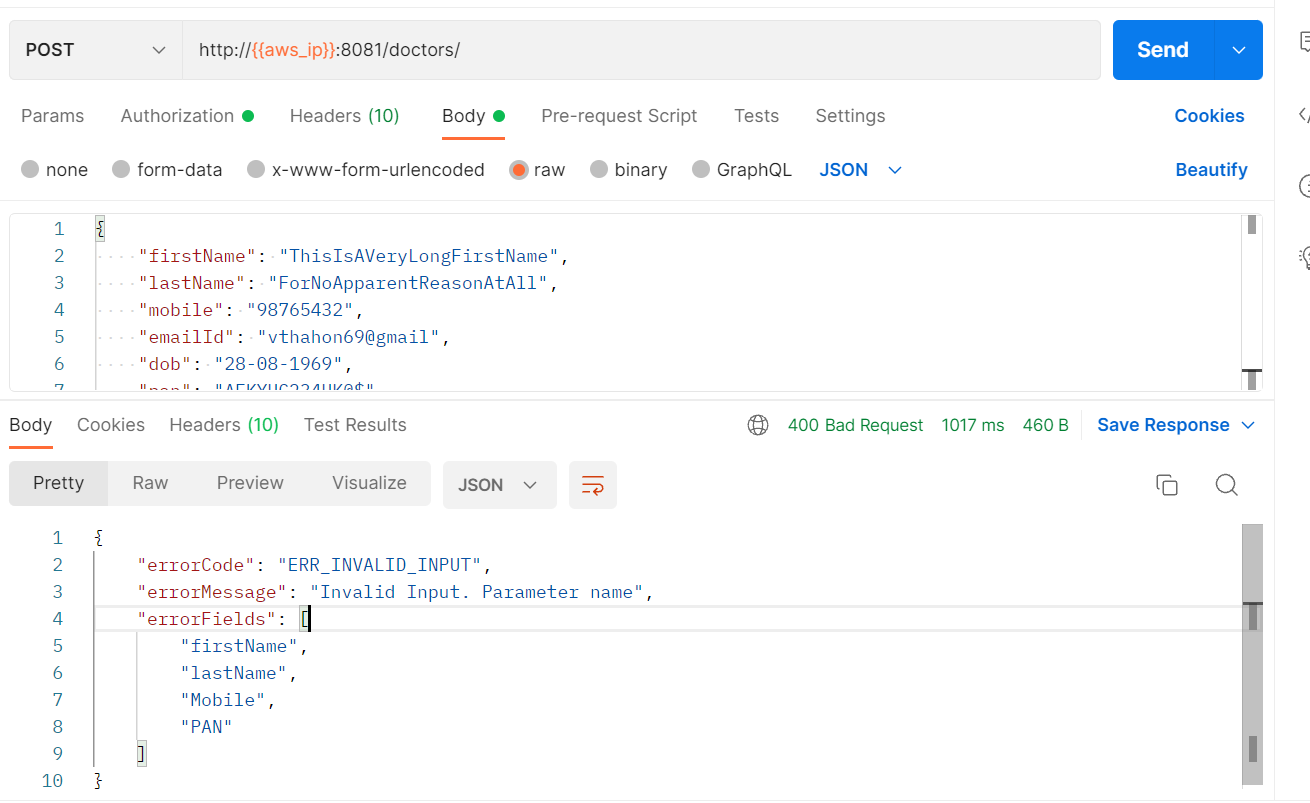 POST http://{{aws_ip}}:8081/doctors/ Send
Params Authorization Headers (10) Body Pre-request Script Tests Settings Cookies
none form-data x-www-form-urlencoded raw binary GraphQL JSON Beautify
1 {
2 "firstName": "ThisIsAVeryLongFirstName",
3 "lastName": "ForNoApparentReasonAtAll",
4 "mobile": "98765432",
5 "emailId": "vthahon69@gmail",
6 "dob": "28-08-1969",
Body Cookies Headers (10) Test Results 400 Bad Request 1017 ms 460 B Save Response
Pretty Raw Preview Visualize JSON
1 {
2 "errorCode": "ERR_INVALID_INPUT",
3 "errorMessage": "Invalid Input. Parameter name",
4 "errorFields": [
5 "firstName",
6 "lastName",
7 "Mobile",
8 "PAN"
9 ]
10 }